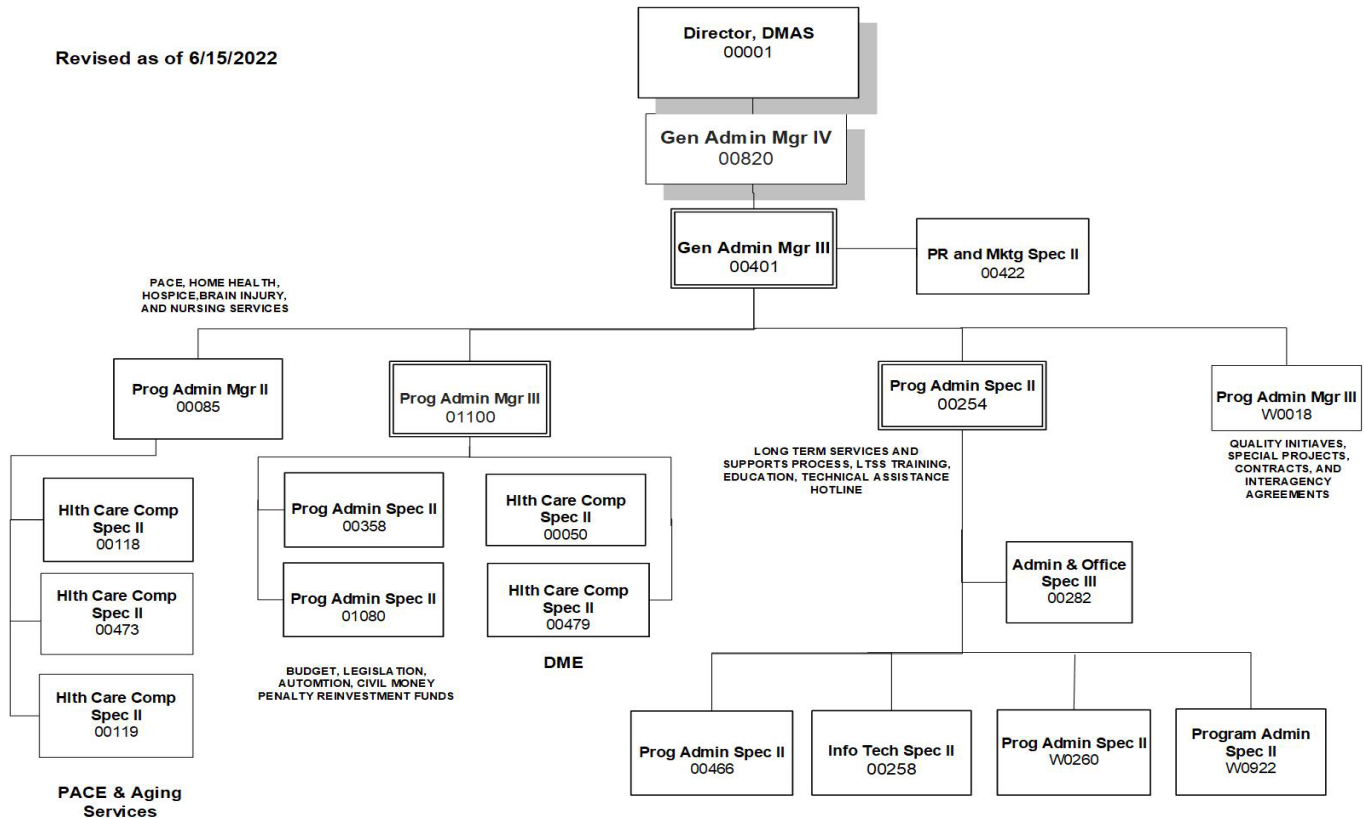 Revised as of 6/15/2022
Director, DMAS
00001
Gen Admin Mgr IV
00820
Gen Admin Mgr III
00401
PR and Mktg Spec II
00422
PACE, HOME HEALTH,
HOSPICE,BRAIN INJURY,
AND NURSING SERVICES
Prog Admin Mgr II
00085
Prog Admin Mgr III
01100
Prog Admin Spec II
00254
Prog Admin Mgr III
W0018
LONG TERM SERVICES AND
SUPPORTS PROCESS, LTSS TRAINING,
EDUCATION, TECHNICAL ASSISTANCE
HOTLINE
QUALITY INITIAVES,
SPECIAL PROJECTS,
CONTRACTS, AND
INTERAGENCY
AGREEMENTS
Hlth Care Comp
Spec II
00118
Hlth Care Comp
Spec II
00473
Hlth Care Comp
Spec II
00119
PACE & Aging
Services
Prog Admin Spec II
00358
Prog Admin Spec II
01080
BUDGET, LEGISLATION,
AUTOMTION, CIVIL MONEY
PENALTY REINVESTMENT FUNDS
Hlth Care Comp
Spec II
00050
Hlth Care Comp
Spec II
00479
DME
Admin & Office
Spec III
00282
Prog Admin Spec II
00466
Info Tech Spec II
00258
Prog Admin Spec II
W0260
Program Admin
Spec II
W0922